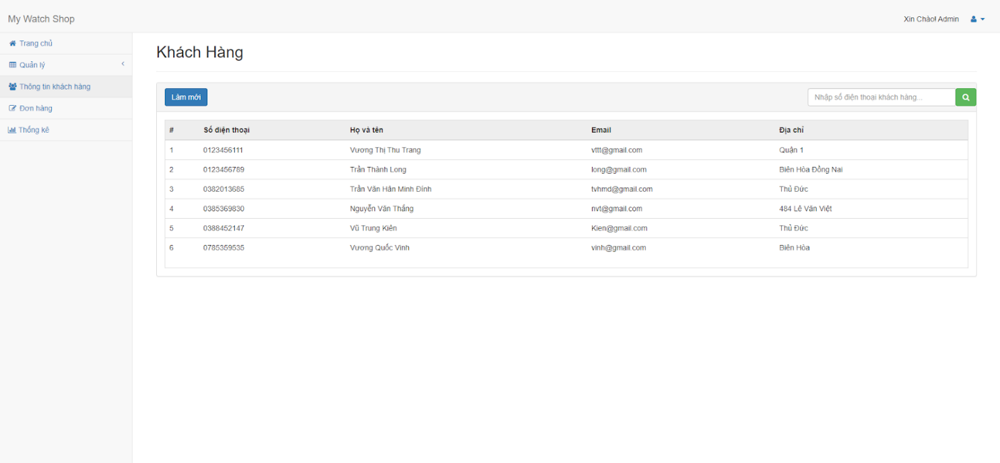 My Watch Shop
Xin Chào! Admin
Trang chủ
Quản lý
Thông tin khách hàng
Đơn hàng
Thống kê
Khách Hàng
Làm mới
Nhập số điện thoại khách hàng...
# Số điện thoại Họ và tên Email Địa chỉ
1 0123456111 Vương Thị Thu Trang vttt@gmail.com Quận 1
2 0123456789 Trần Thành Long long@gmail.com Biên Hòa Đồng Nai
3 0382013685 Trần Văn Hân Minh Đính tvhmd@gmail.com Thủ Đức
4 0385369830 Nguyễn Văn Thắng nvt@gmail.com 484 Lê Văn Việt
5 0388452147 Vũ Trung Kiên Kien@gmail.com Thủ Đức
6 0785359535 Vương Quốc Vinh vinh@gmail.com Biên Hòa